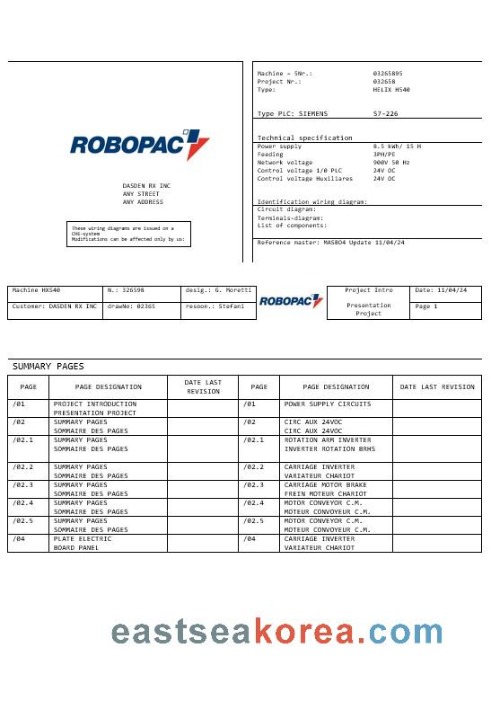 ROBOPAC
DASDEN RX INC
ANY STREET
ANY ADDRESS
These wiring diagrams are issued on a
CHG-system
Modifications can be affected only by us:
Machine – SNr.: 03265895
Project Nr.: 032658
Type: HELIX HS40
Type PLC: SIEMENS S7-226
Technical specification
Power supply 8.5 kWh/ 15 H
Feeding 3PH/PE
Network voltage 900V 50 Hz
Control voltage 1/0 PLC 24V OC
Control voltage Huxiliares 24V OC
Identification wiring diagram:
Circuit diagram:
Terminals-diagram:
List of components:
Reference master: MAS8D4 Update 11/04/24
Machine HXS40 N.: 326598 desig.: G. Moretti ROBOPAC Project Intro Date: 11/04/24
Customer: DASDEN RX INC drawNo: 02365 resoon.: Stefani Presentation Page 1
Project
SUMMARY PAGES
PAGE PAGE DESIGNATION DATE LAST REVISION PAGE PAGE DESIGNATION DATE LAST REVISION
/01 PROJECT INTRODUCTION /01 POWER SUPPLY CIRCUITS
PRESENTATION PROJECT
/02 SUMMARY PAGES /02 CIRC AUX 24VOC
SOMMAIRE DES PAGES CIRC AUX 24VOC
/02.1 SUMMARY PAGES /02.1 ROTATION ARM INVERTER
SOMMAIRE DES PAGES INVERTER ROTATION BRHS
/02.2 SUMMARY PAGES /02.2 CARRIAGE INVERTER
SOMMAIRE DES PAGES VARIATEUR CHARIOT
/02.3 SUMMARY PAGES /02.3 CARRIAGE MOTOR BRAKE
SOMMAIRE DES PAGES FREIN MOTEUR CHARIOT
/02.4 SUMMARY PAGES /02.4 MOTOR CONVEYOR C.M.
SOMMAIRE DES PAGES MOTEUR CONVOYEUR C.M.
/02.5 SUMMARY PAGES /02.5 MOTOR CONVEYOR C.M.
SOMMAIRE DES PAGES MOTEUR CONVOYEUR C.M.
/04 PLATE ELECTRIC /04 CARRIAGE INVERTER
BOARD PANEL VARIATEUR CHARIOT
eastseakorea.com